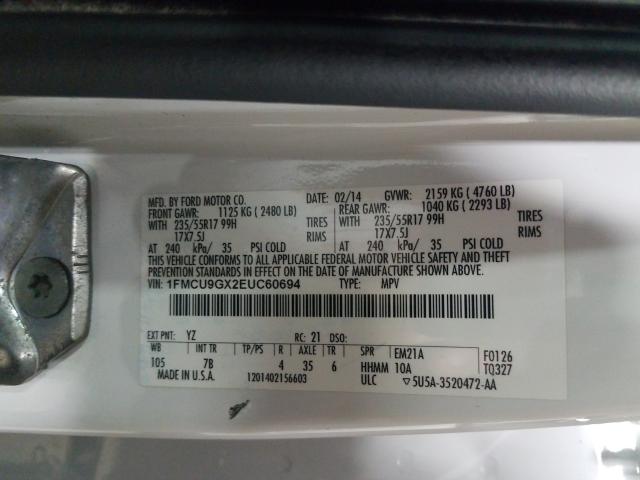 MFD. BY FORD MOTOR CO. DATE: 02/14 GVWR: 2159 KG ( 4760 LB)
FRONT GAWR: 1125 KG ( 2480 LB) REAR GAWR: 1040 KG ( 2293 LB)
WITH 235/55R17 99H TIRES WITH 235/55R17 99H TIRES
17X7.5J RIMS 17X7.5J RIMS
AT 240 kPa/ 35 PSI COLD AT 240 kPa/ 35 PSI COLD
THIS VEHICLE CONFORMS TO ALL APPLICABLE FEDERAL MOTOR VEHICLE SAFETY AND THEFT
PREVENTION STANDARDS IN EFFECT ON THE DATE OF MANUFACTURE SHOWN ABOVE.
VIN: 1FMCU9GX2EUC60694 TYPE: MPV
EXT PNT: YZ RC: 21 DSO:
WB INT TR TP/PS R AXLE TR SPR EM21A F0126
105 7B 4 35 6 HHMM 10A TQ327
MADE IN U.S.A. 1201402156603 ULC ▽5U5A-3520472-AA